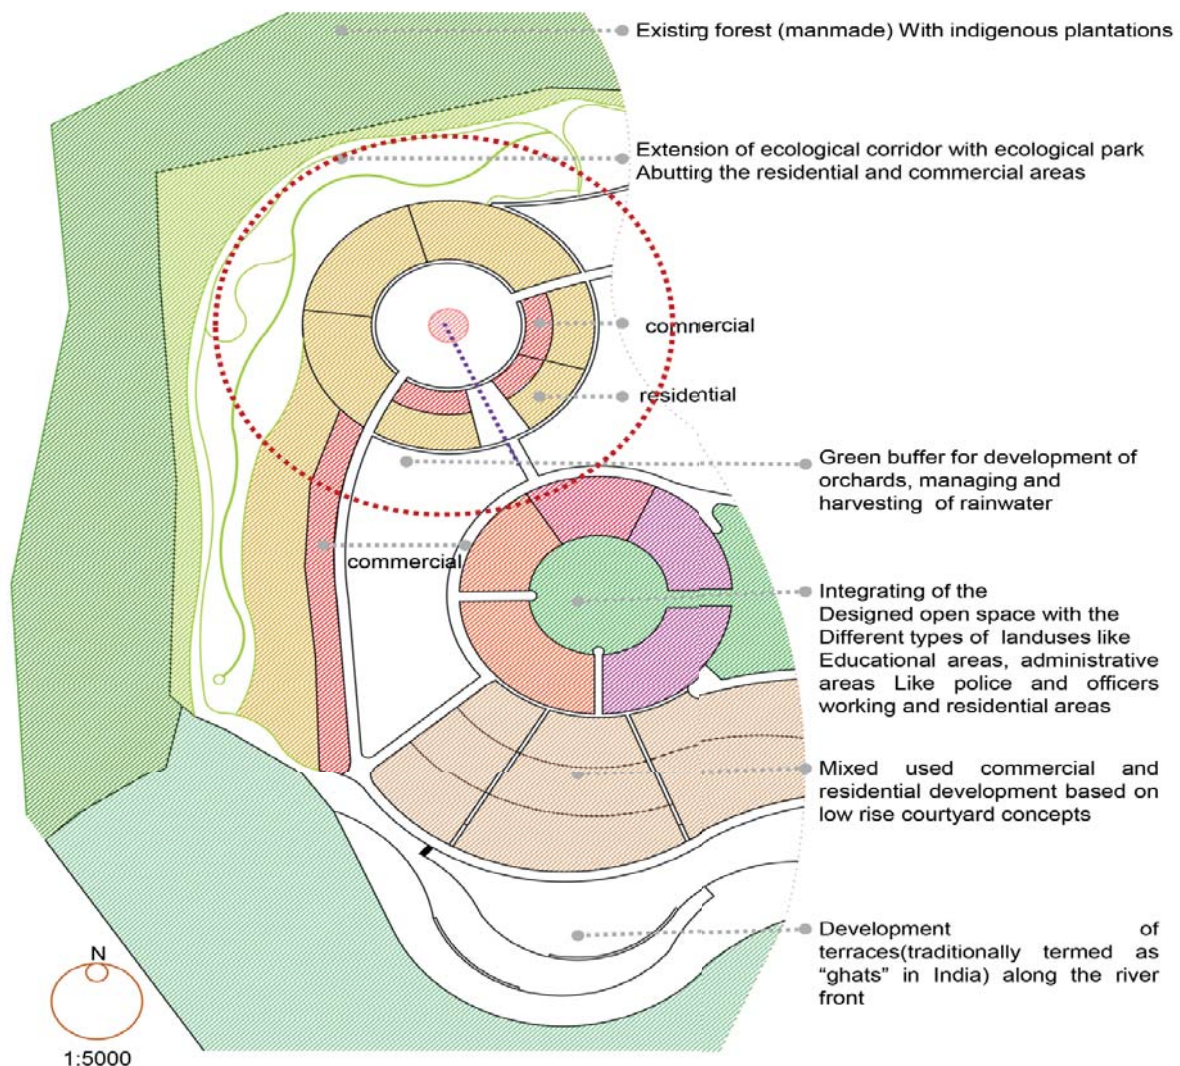 Existing forest (manmade) With indigenous plantations
Extension of ecological corridor with ecological park
Abutting the residential and commercial areas
commercial
residential
Green buffer for development of
orchards, managing and
harvesting of rainwater
commercial
Integrating of the
Designed open space with the
Different types of landuses like
Educational areas, administrative
areas Like police and officers
working and residential areas
Mixed used commercial and
residential development based on
low rise courtyard concepts
Development of
terraces(traditionally termed as
“ghats” in India) along the river
front
N
1:5000